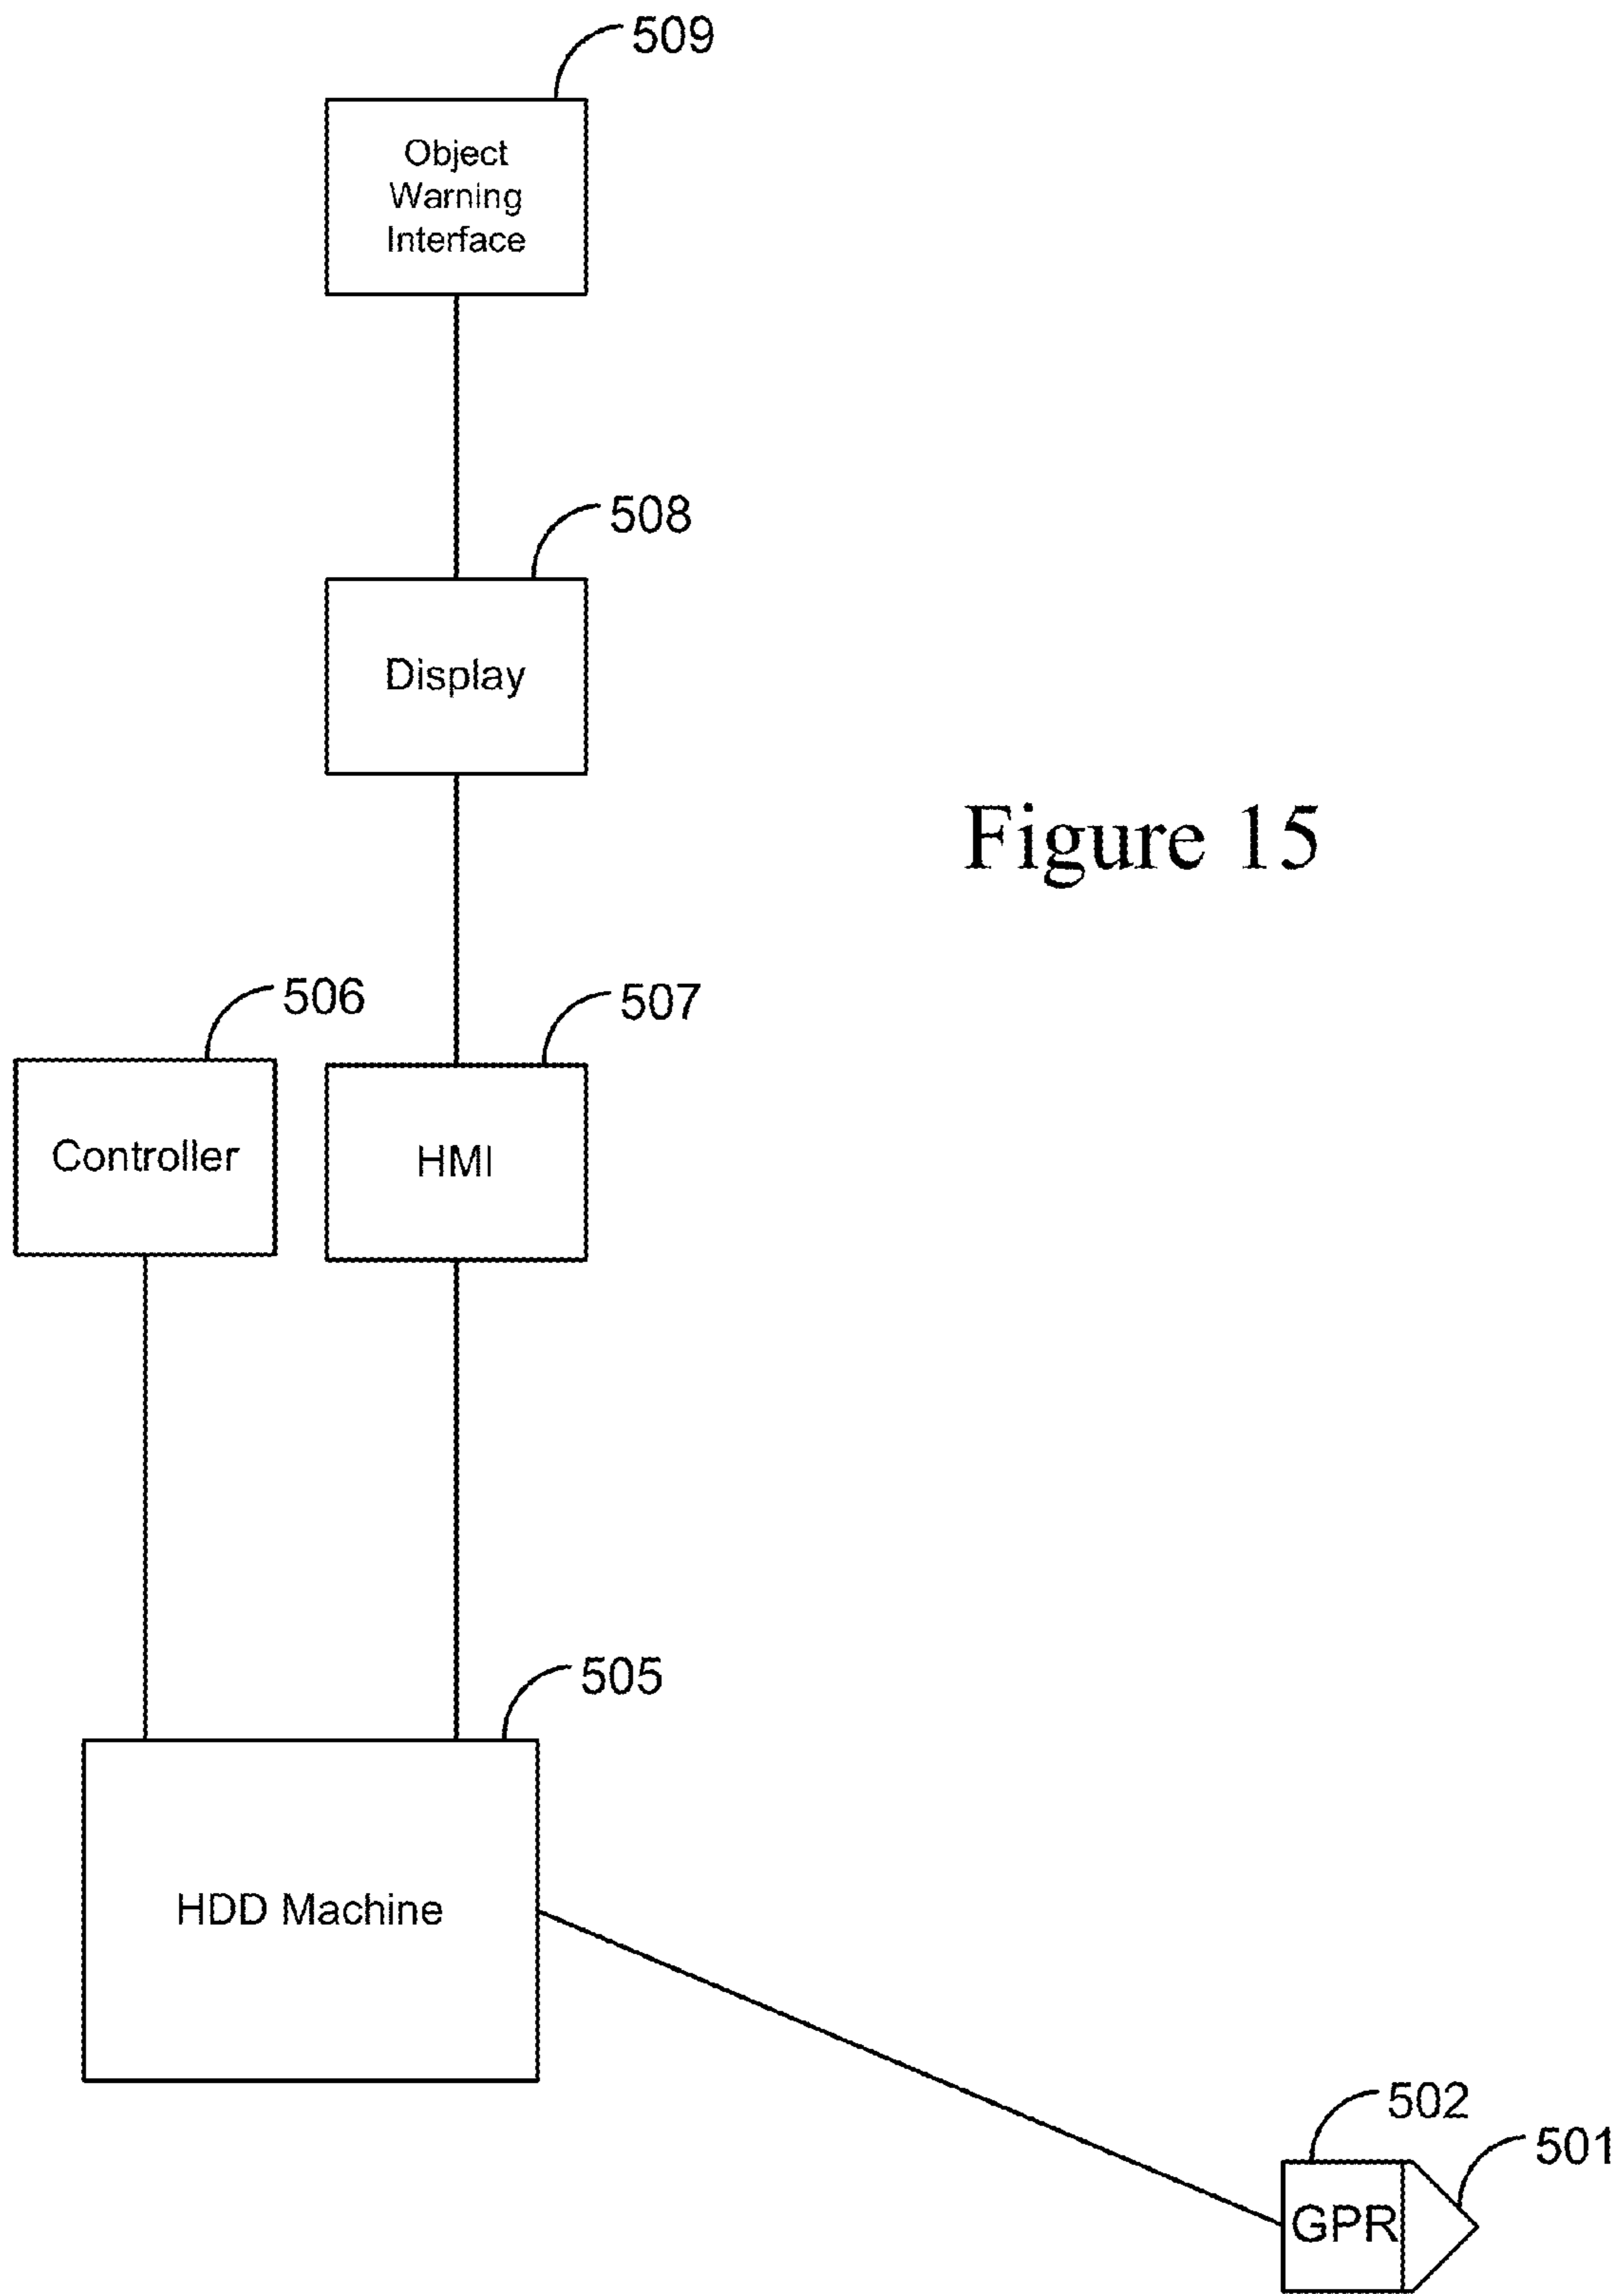 509
Object
Warning
Interface
508
Display
Figure 15
506
507
Controller
HMI
505
HDD Machine
502
501
GPR